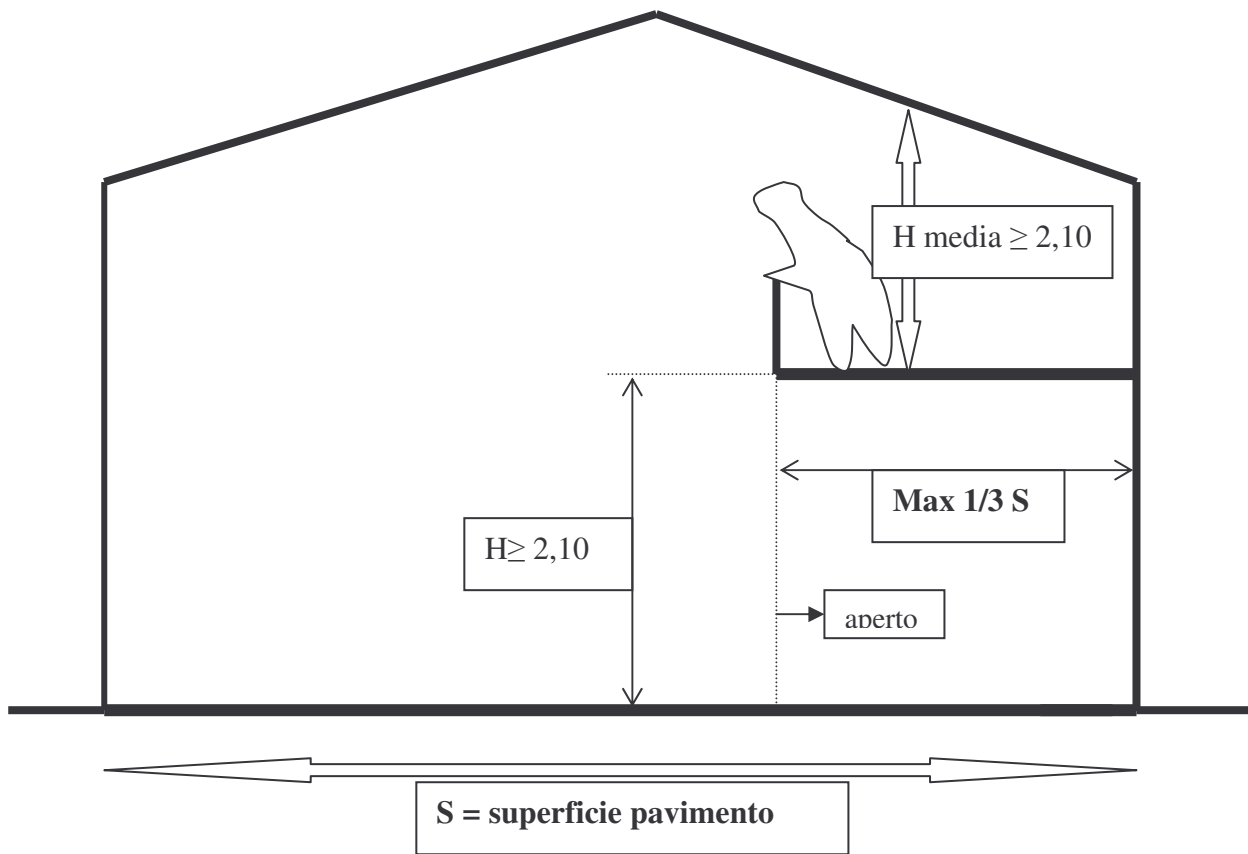 H media ≥ 2,10
Max 1/3 S
H≥ 2,10
aperto
S = superficie pavimento